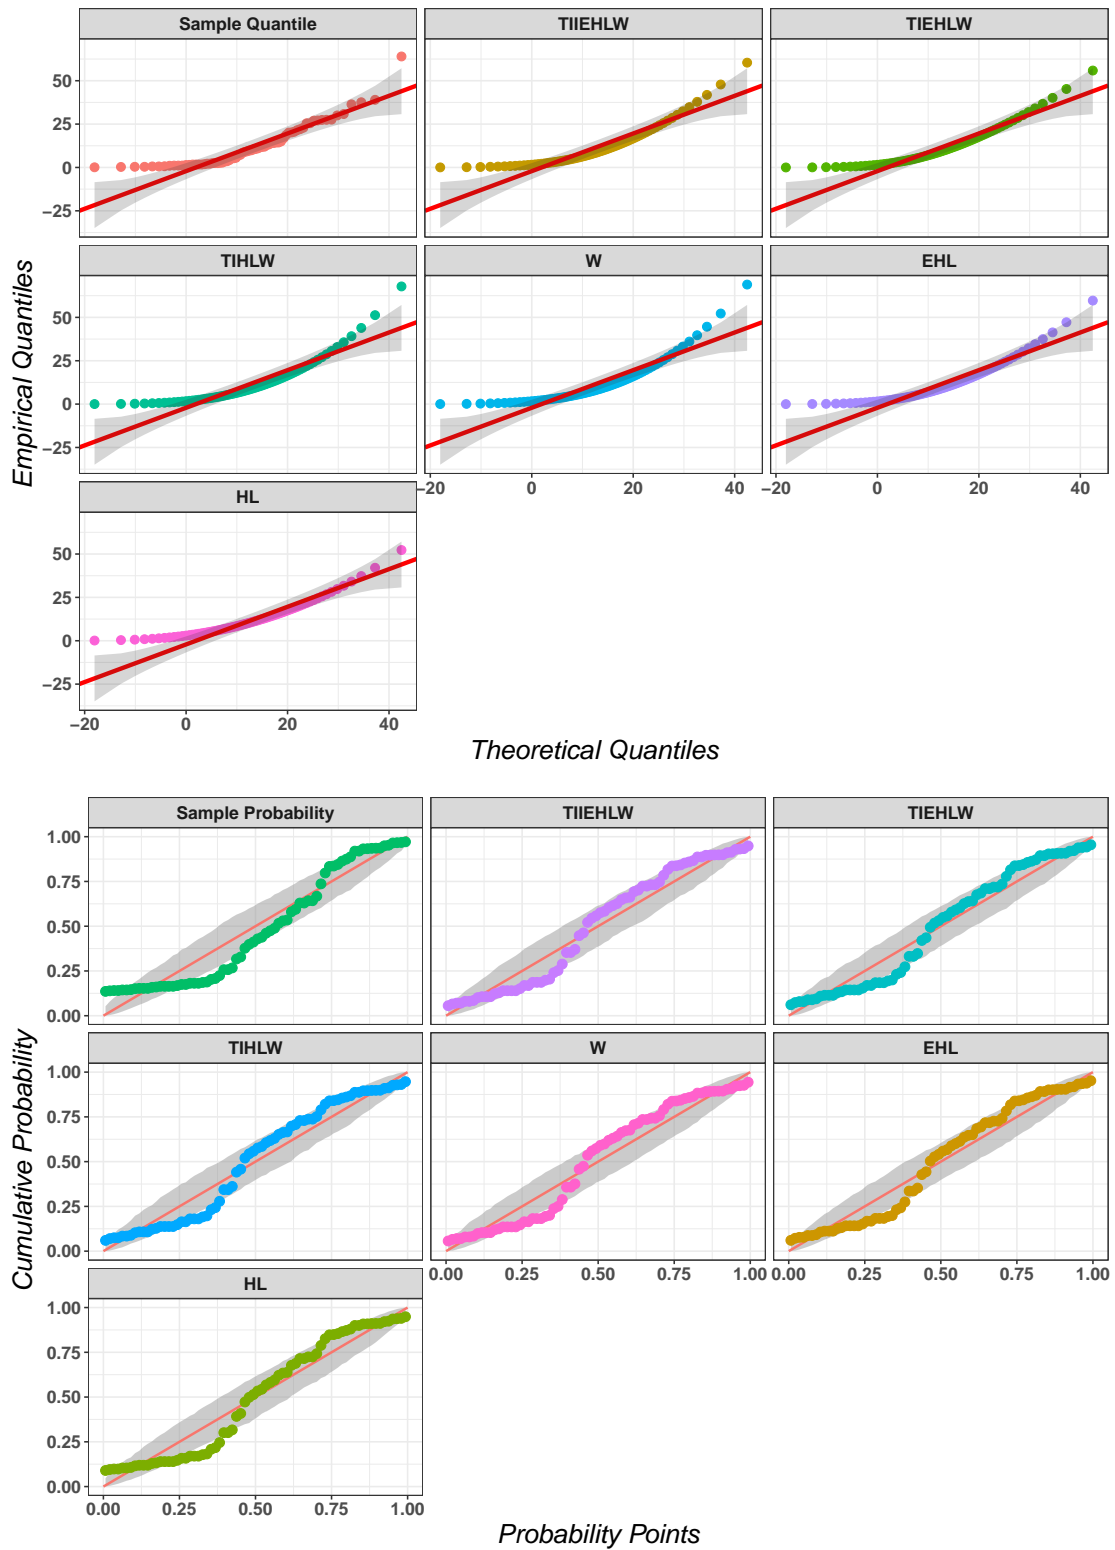 Sample Quantile TIIEHLW TIEHLW
50
25
0
−25
TIHLW W EHL
50
25
0
−25
−20 0 20 40 −20 0 20 40
HL
50
25
0
−25
−20 0 20 40
Empirical Quantiles
Theoretical Quantiles
Sample Probability TIIEHLW TIEHLW
1.00
0.75
0.50
0.25
0.00
TIHLW W EHL
1.00
0.75
0.50
0.25
0.00
0.00 0.25 0.50 0.75 1.00 0.00 0.25 0.50 0.75 1.00
HL
1.00
0.75
0.50
0.25
0.00
0.00 0.25 0.50 0.75 1.00
Cumulative Probability
Probability Points